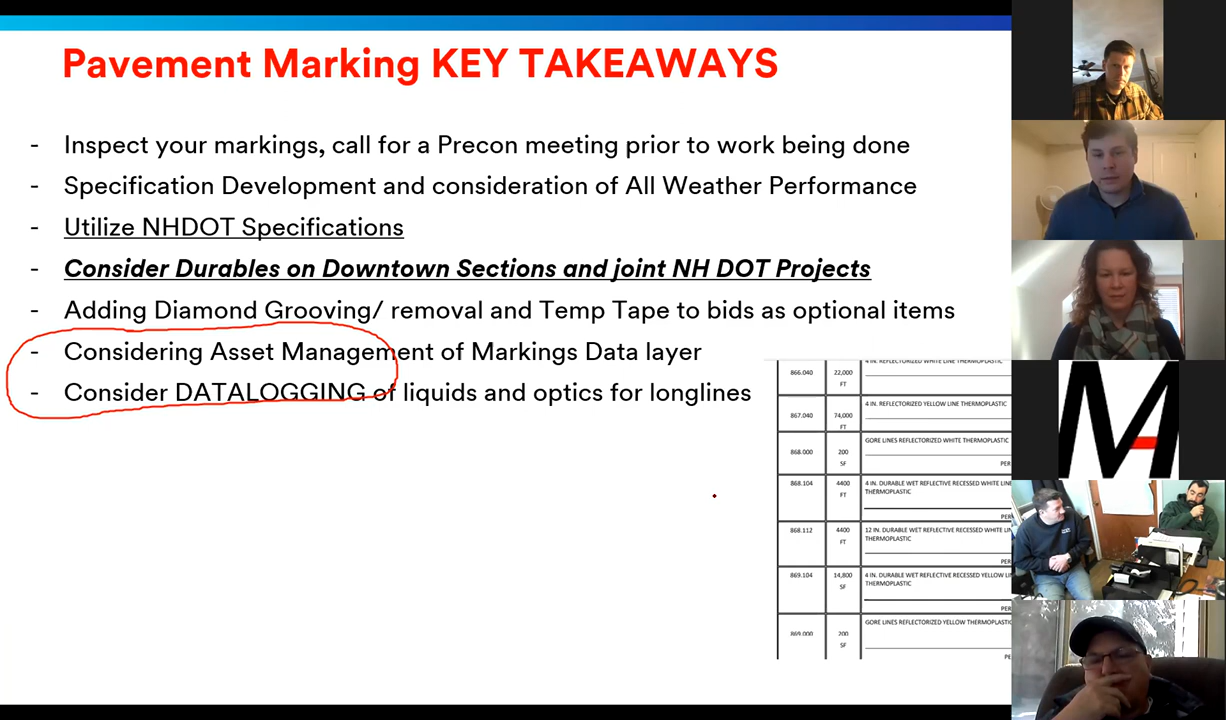 Pavement Marking KEY TAKEAWAYS
- Inspect your markings, call for a Precon meeting prior to work being done
- Specification Development and consideration of All Weather Performance
- Utilize NHDOT Specifications
- Consider Durables on Downtown Sections and joint NH DOT Projects
- Adding Diamond Grooving/ removal and Temp Tape to bids as optional items
- Considering Asset Management of Markings Data layer
- Consider DATALOGGING of liquids and optics for longlines
866.040 22,000 4 IN. REFLECTORIZED WHITE LINE THERMOPLASTIC
FT
867.040 74,000 4 IN. REFLECTORIZED YELLOW LINE THERMOPLASTIC
FT
868.000 200 GORE LINES REFLECTORIZED WHITE THERMOPLASTIC
SF PER
868.104 4400 4 IN. DURABLE WET REFLECTIVE RECESSED WHITE LIN
FT THERMOPLASTIC
PER
868.112 4400 12 IN. DURABLE WET REFLECTIVE RECESSED WHITE LI
FT THERMOPLASTIC
PER
869.104 14,800 4 IN. DURABLE WET REFLECTIVE RECESSED YELLOW LI
SF THERMOPLASTIC
PER
869.000 200 GORE LINES REFLECTORIZED YELLOW THERMOPLASTIC
SF
PER
MA